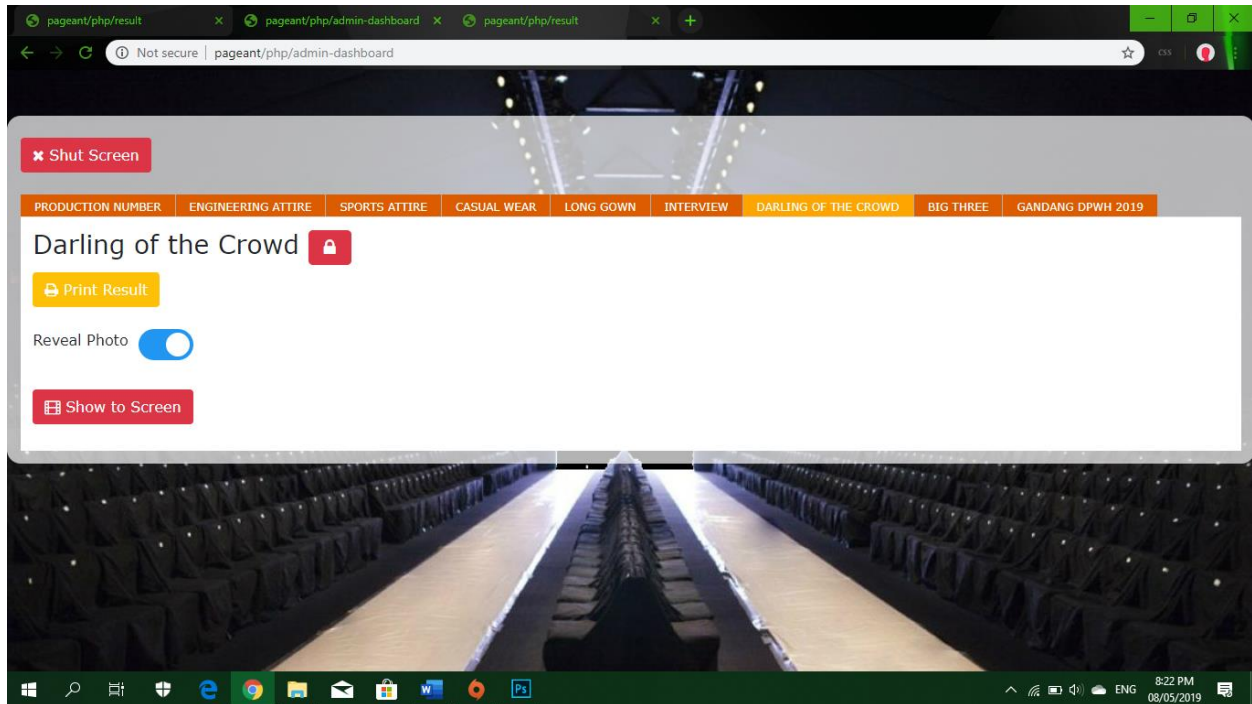 pageant/php/result
pageant/php/admin-dashboard
pageant/php/result
Not secure | pageant/php/admin-dashboard
css
Shut Screen
PRODUCTION NUMBER ENGINEERING ATTIRE SPORTS ATTIRE CASUAL WEAR LONG GOWN INTERVIEW DARLING OF THE CROWD BIG THREE GANDANG DPWH 2019
Darling of the Crowd
Print Result
Reveal Photo
Show to Screen
W
Ps
ENG
8:22 PM
08/05/2019